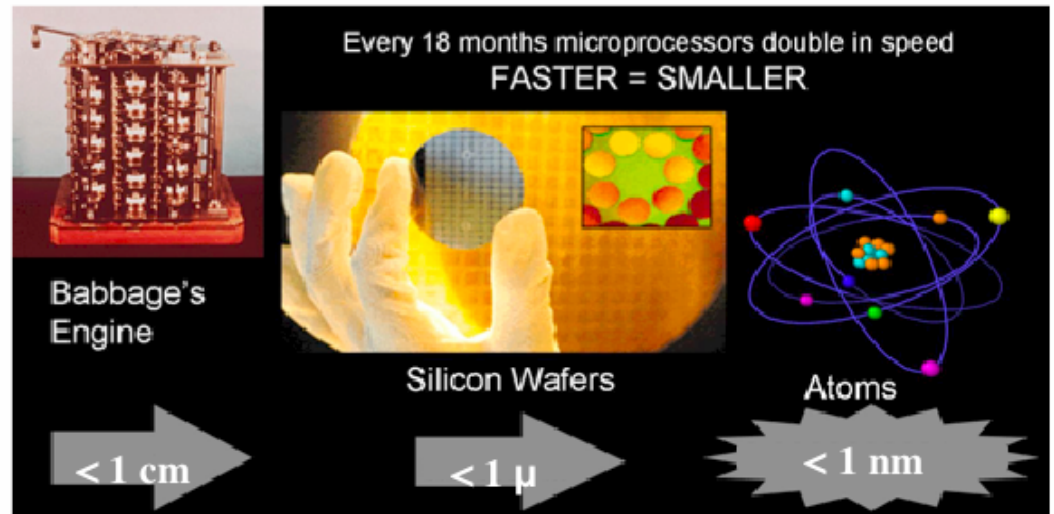 Every 18 months microprocessors double in speed
FASTER = SMALLER
Babbage's
Engine
Silicon Wafers
Atoms
< 1 cm
< 1 µ
< 1 nm